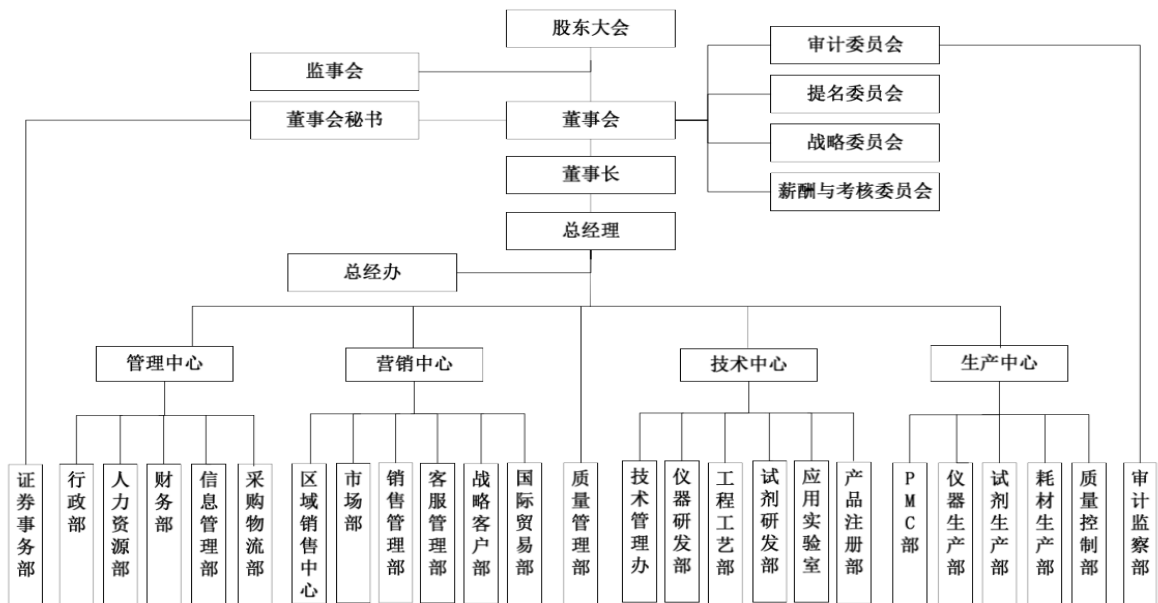 股东大会
审计委员会
监事会
提名委员会
董事会秘书
董事会
战略委员会
董事长
薪酬与考核委员会
总经理
总经办
管理中心
营销中心
技术中心
生产中心
证券事务部
行政部
人力资源部
财务部
信息管理部
采购物流部
区域销售中心
市场部
销售管理部
客服管理部
战略客户部
国际贸易部
质量管理部
技术管理办
仪器研发部
工程工艺部
试剂研发部
应用实验室
产品注册部
PMC部
仪器生产部
试剂生产部
耗材生产部
质量控制部
审计监察部